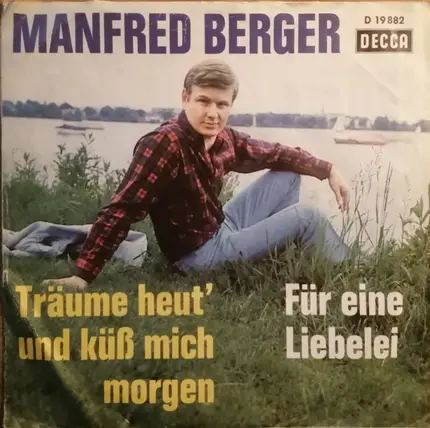 MANFRED BERGER
D 19 882
DECCA
Träume heut'
und küß mich
morgen
Für eine
Liebelei